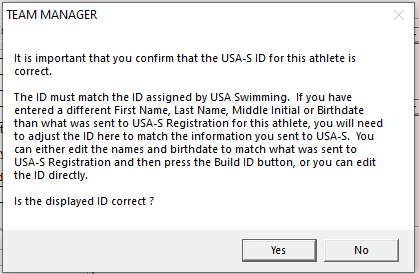 TEAM MANAGER
It is important that you confirm that the USA-S ID for this athlete is
correct.
The ID must match the ID assigned by USA Swimming.  If you have
entered a different First Name, Last Name, Middle Initial or Birthdate
than what was sent to USA-S Registration for this athlete, you will need
to adjust the ID here to match the information you sent to USA-S.  You
can either edit the names and birthdate to match what was sent to
USA-S Registration and then press the Build ID button, or you can edit
the ID directly.
Is the displayed ID correct ?
Yes
No